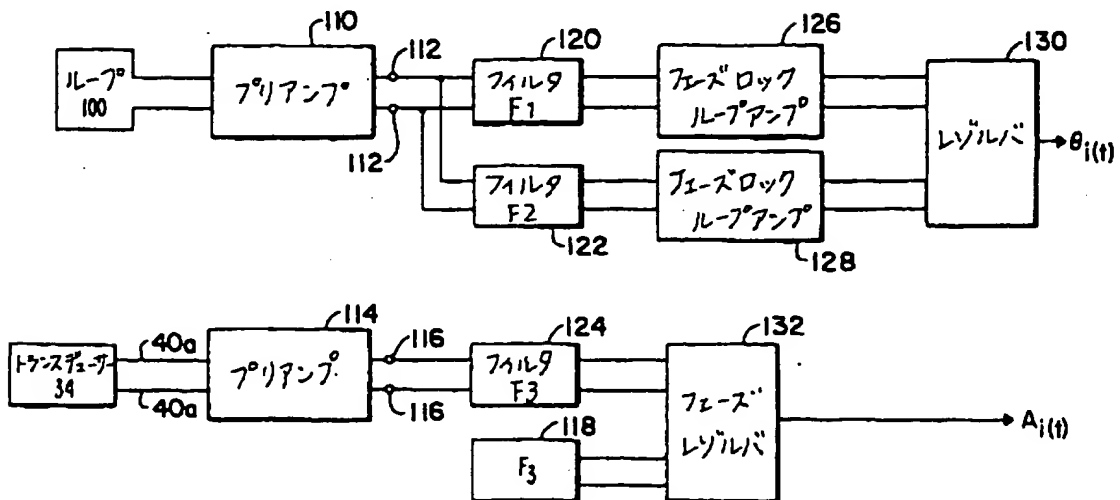 110
112
120
126
130
ループ
100
プリアンプ
フィルタ
F1
フェーズロック
ループアンプ
レゾルバ
θi(t)
112
フィルタ
F2
フェーズロック
ループアンプ
122
128
114
116
124
132
40a
トランスデューサー
34
プリアンプ
フィルタ
F3
フェーズ
レゾルバ
Ai(t)
40a
116
118
F3